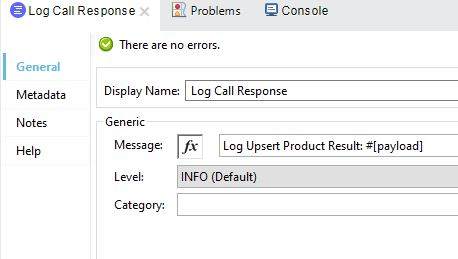 Log Call Response Problems Console
There are no errors.
General
Metadata
Notes
Help
Display Name: Log Call Response
Generic
Message: fx Log Upsert Product Result: #[payload]
Level: INFO (Default)
Category: